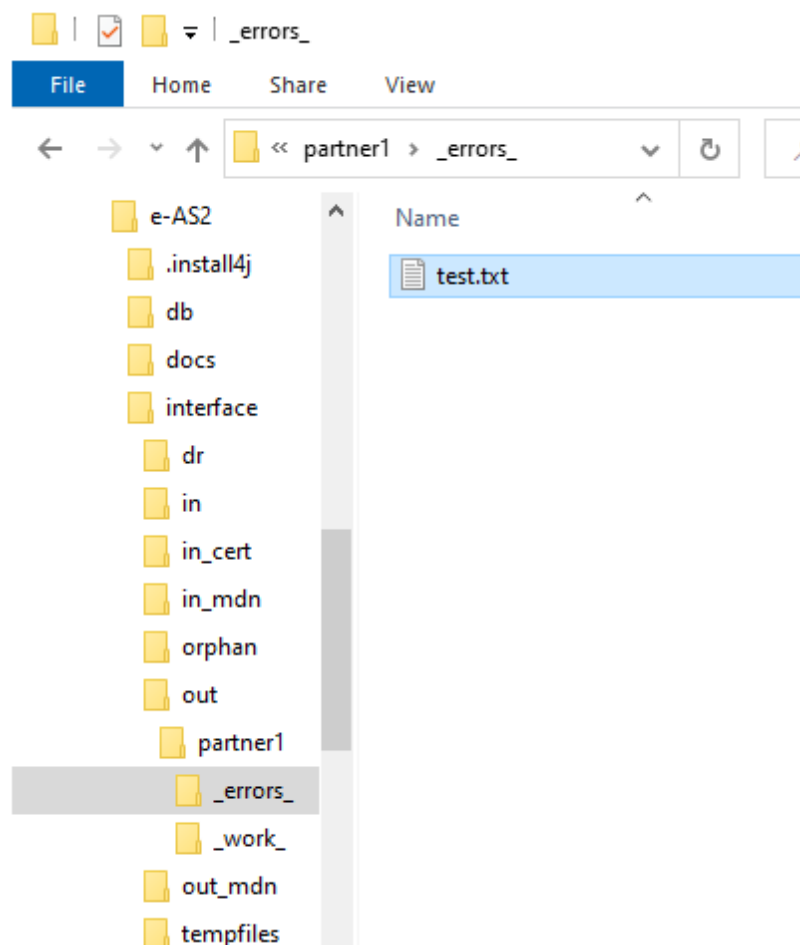 _errors_
File Home Share View
« partner1 › _errors_
e-AS2
Name
.install4j
test.txt
db
docs
interface
dr
in
in_cert
in_mdn
orphan
out
partner1
_errors_
_work_
out_mdn
tempfiles